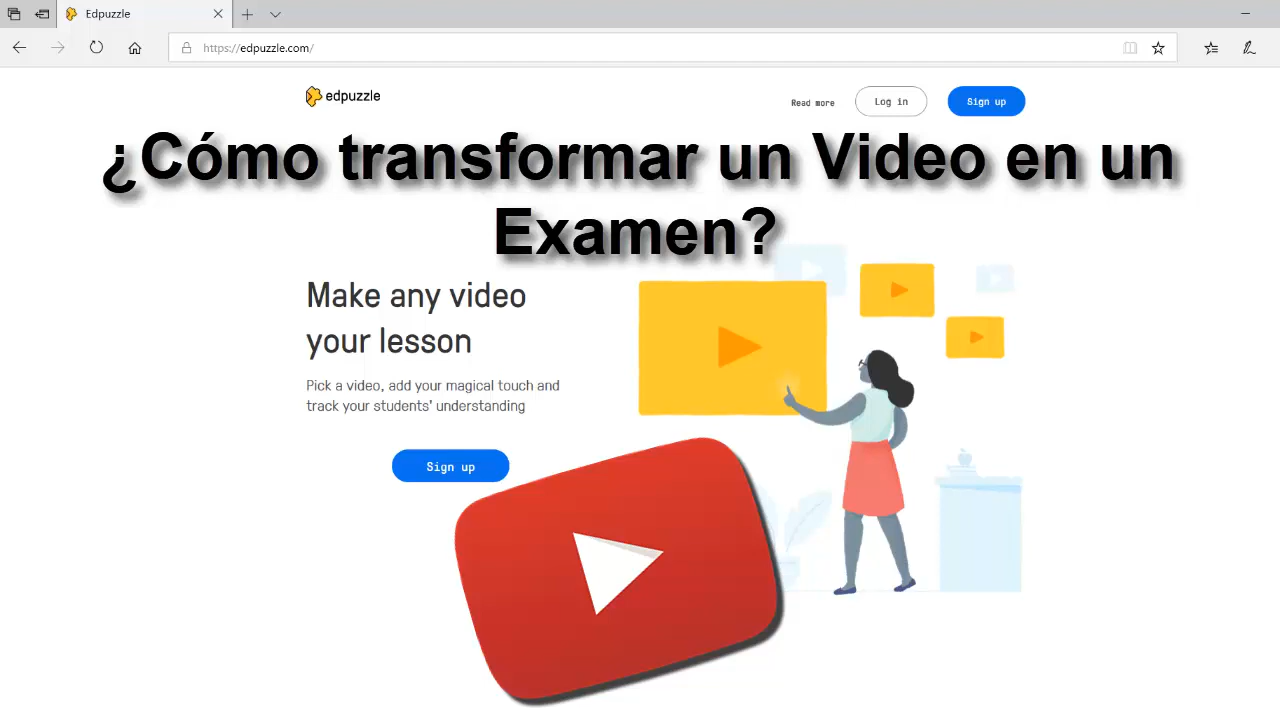 Edpuzzle
https://edpuzzle.com/
edpuzzle
Read more
Log in
Sign up
¿Cómo transformar un Video en un
Examen?
Make any video
your lesson
Pick a video, add your magical touch and
track your students' understanding
Sign up